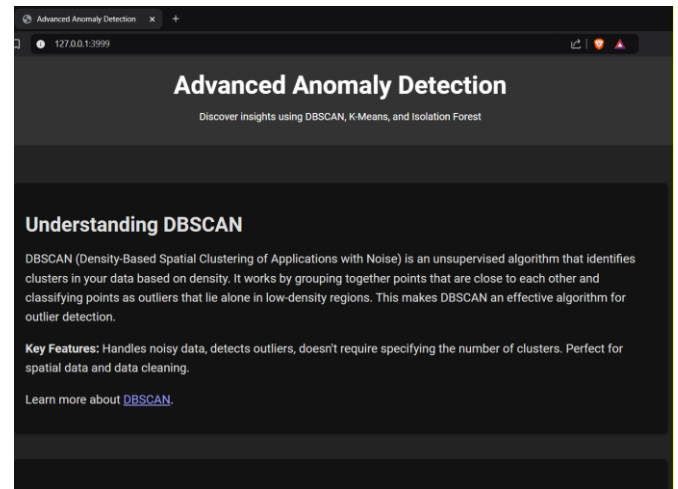 Advanced Anomaly Detection
127.0.0.1:3999
Advanced Anomaly Detection
Discover insights using DBSCAN, K-Means, and Isolation Forest
Understanding DBSCAN
DBSCAN (Density-Based Spatial Clustering of Applications with Noise) is an unsupervised algorithm that identifies
clusters in your data based on density. It works by grouping together points that are close to each other and
classifying points as outliers that lie alone in low-density regions. This makes DBSCAN an effective algorithm for
outlier detection.
Key Features: Handles noisy data, detects outliers, doesn't require specifying the number of clusters. Perfect for
spatial data and data cleaning.
Learn more about DBSCAN.